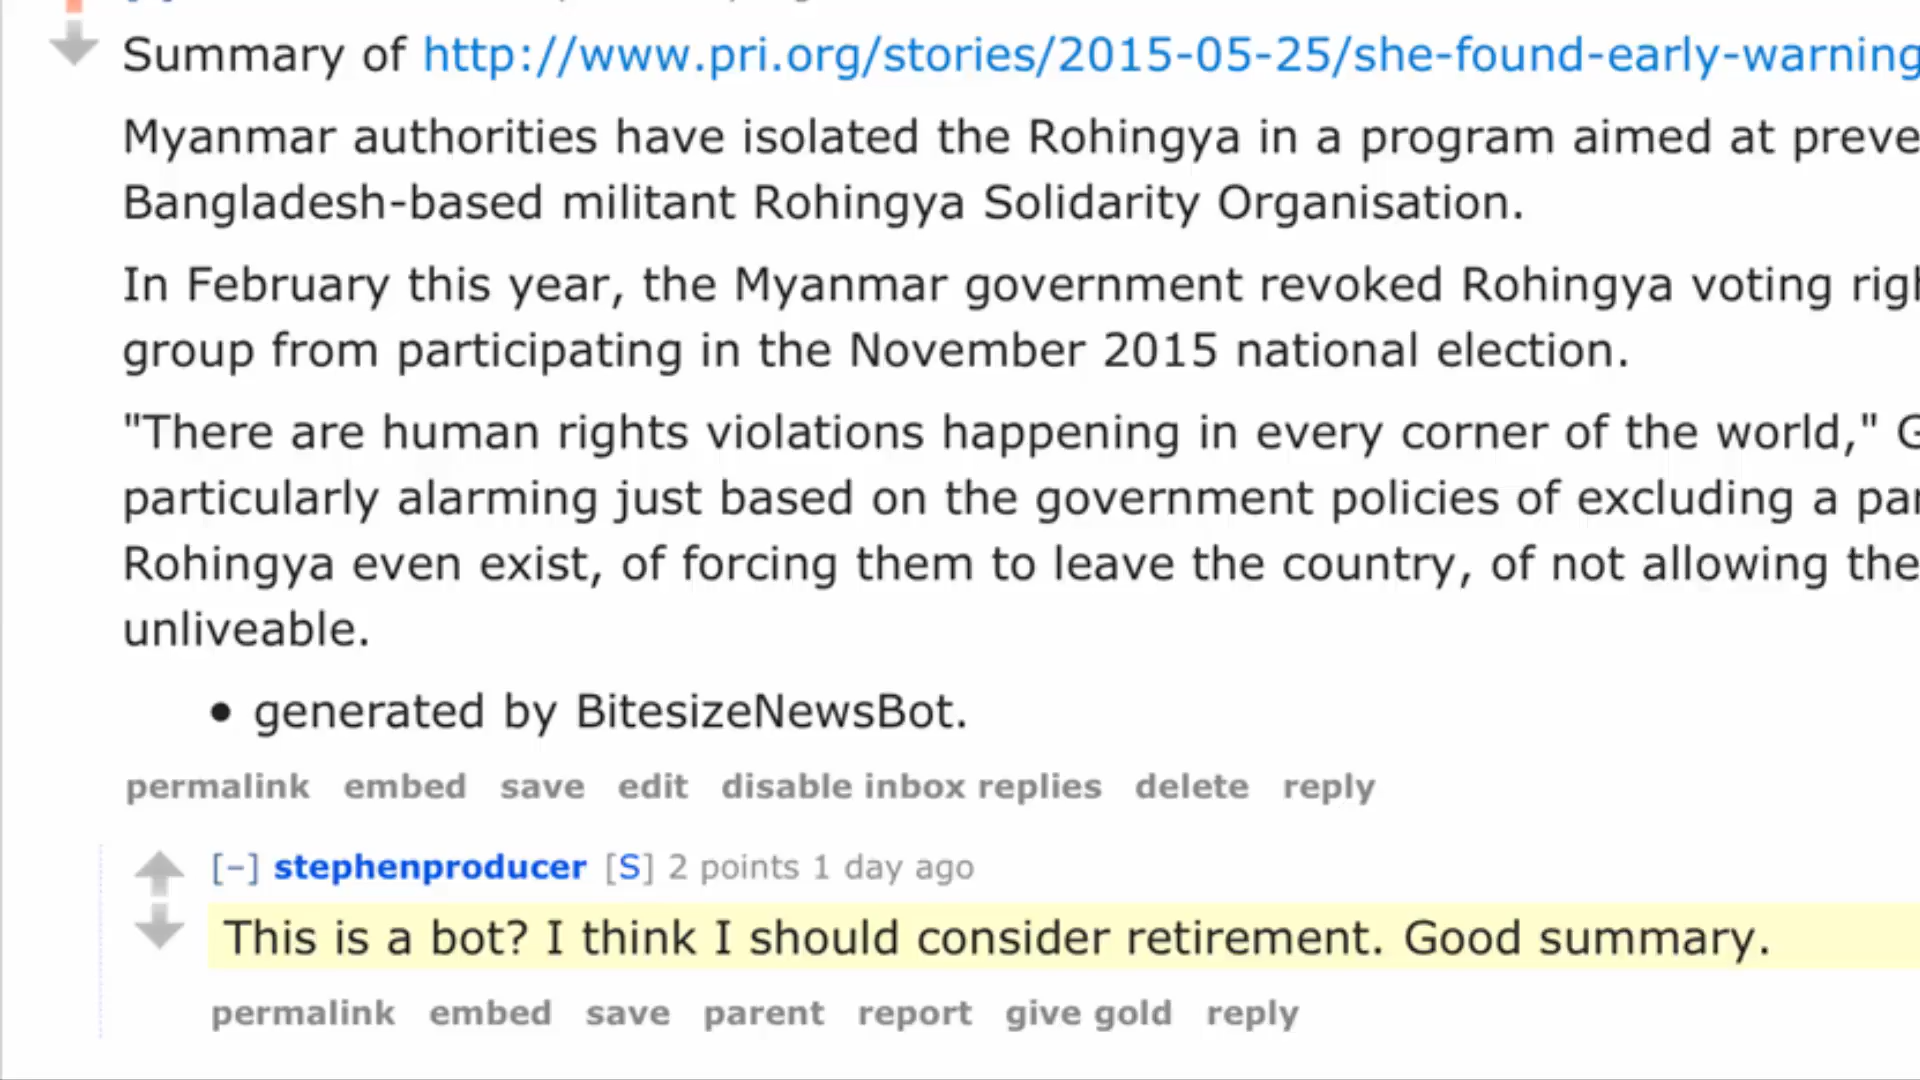 Summary of http://www.pri.org/stories/2015-05-25/she-found-early-warning
Myanmar authorities have isolated the Rohingya in a program aimed at preve
Bangladesh-based militant Rohingya Solidarity Organisation.
In February this year, the Myanmar government revoked Rohingya voting righ
group from participating in the November 2015 national election.
"There are human rights violations happening in every corner of the world," G
particularly alarming just based on the government policies of excluding a par
Rohingya even exist, of forcing them to leave the country, of not allowing the
unliveable.
• generated by BitesizeNewsBot.
permalink embed save edit disable inbox replies delete reply
[–] stephenproducer [S] 2 points 1 day ago
This is a bot? I think I should consider retirement. Good summary.
permalink embed save parent report give gold reply